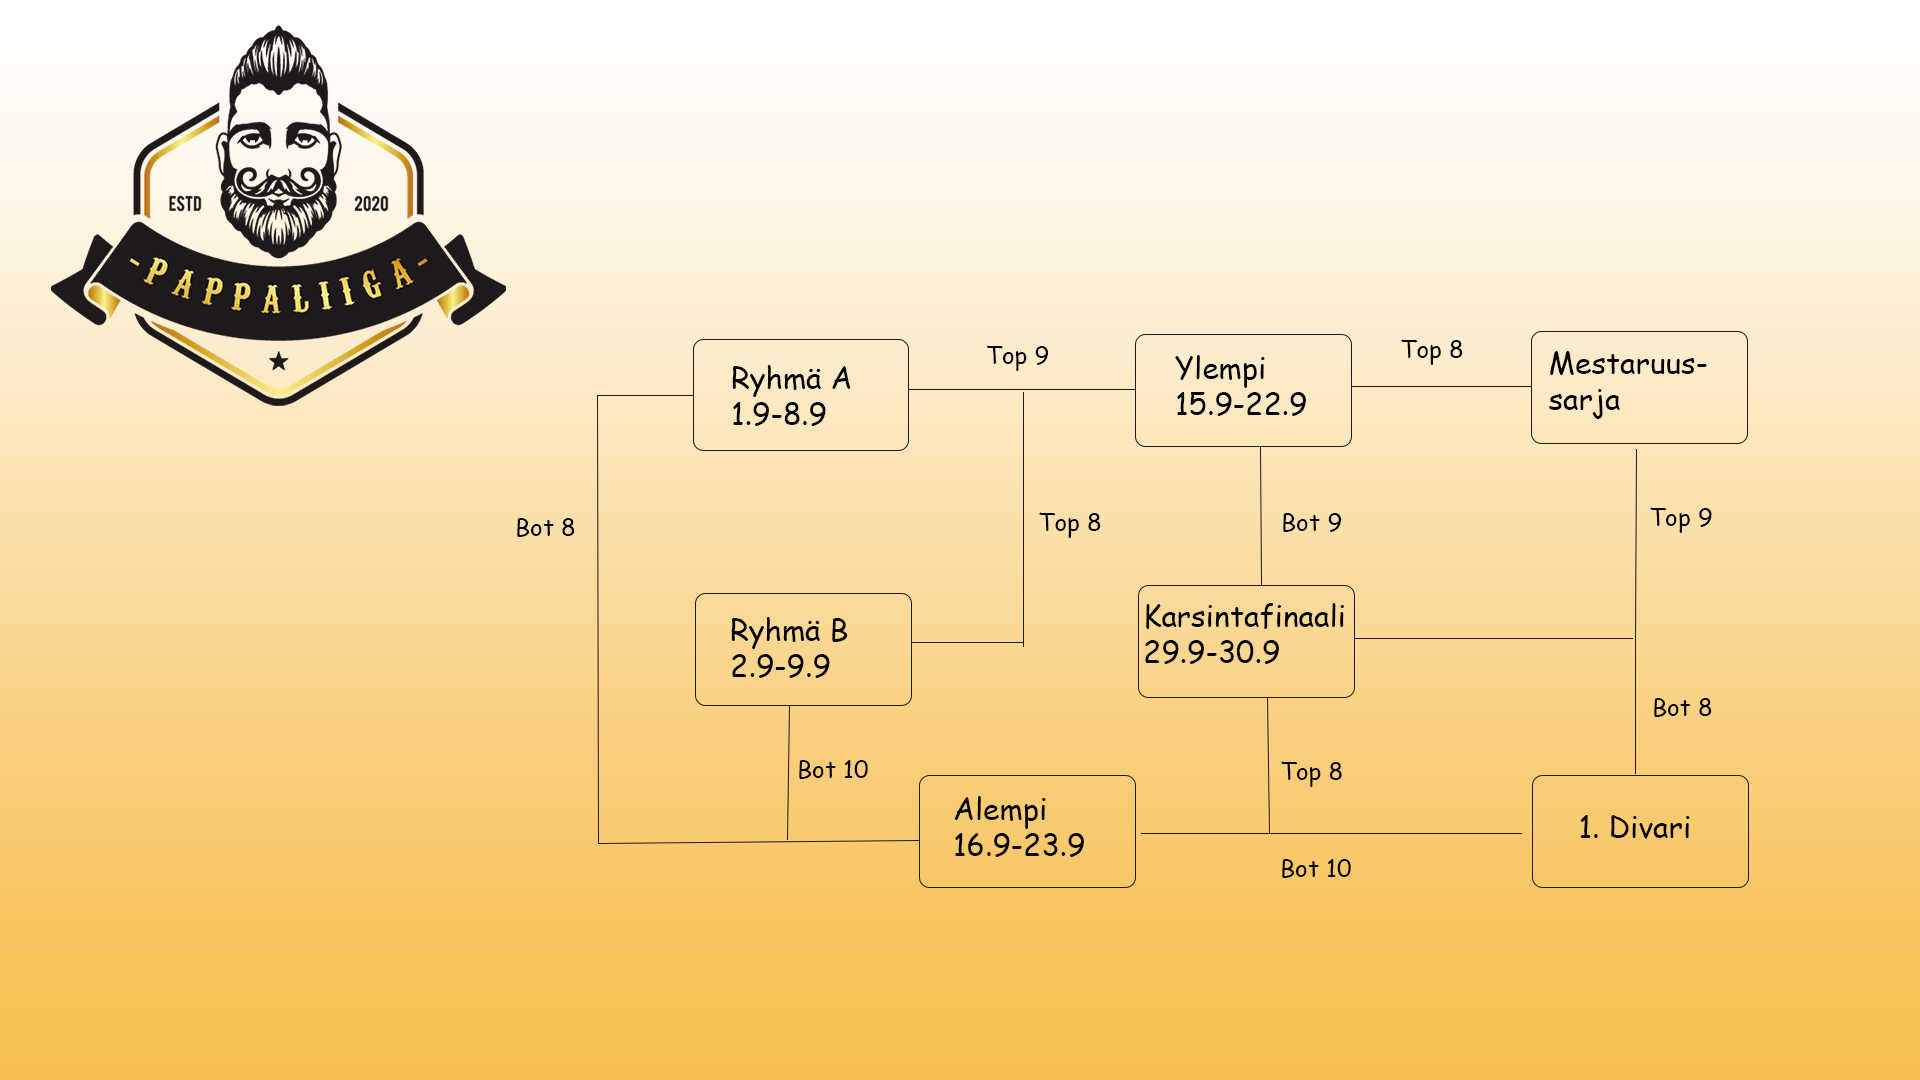 ESTD
2020
-PAPPALIIGA-
Ryhmä A
1.9-8.9
Top 9
Ylempi
15.9-22.9
Top 8
Mestaruus-
sarja
Bot 8
Top 8
Bot 9
Top 9
Ryhmä B
2.9-9.9
Karsintafinaali
29.9-30.9
Bot 10
Top 8
Bot 8
Alempi
16.9-23.9
Bot 10
1. Divari